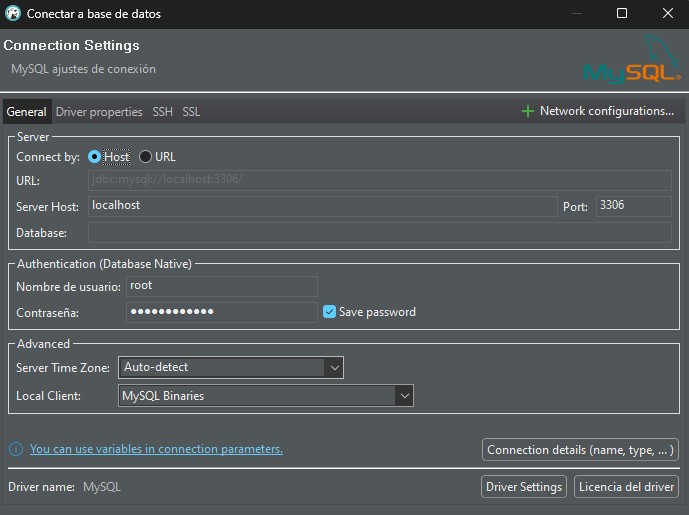 Conectar a base de datos
Connection Settings
MySQL ajustes de conexión
MySQL®
General Driver properties SSH SSL + Network configurations...
Server
Connect by: Host URL
URL: jdbc:mysql://localhost:3306/
Server Host: localhost Port: 3306
Database:
Authentication (Database Native)
Nombre de usuario: root
Contraseña: •••••••••••• Save password
Advanced
Server Time Zone: Auto-detect
Local Client: MySQL Binaries
You can use variables in connection parameters. Connection details (name, type, ... )
Driver name: MySQL Driver Settings Licencia del driver